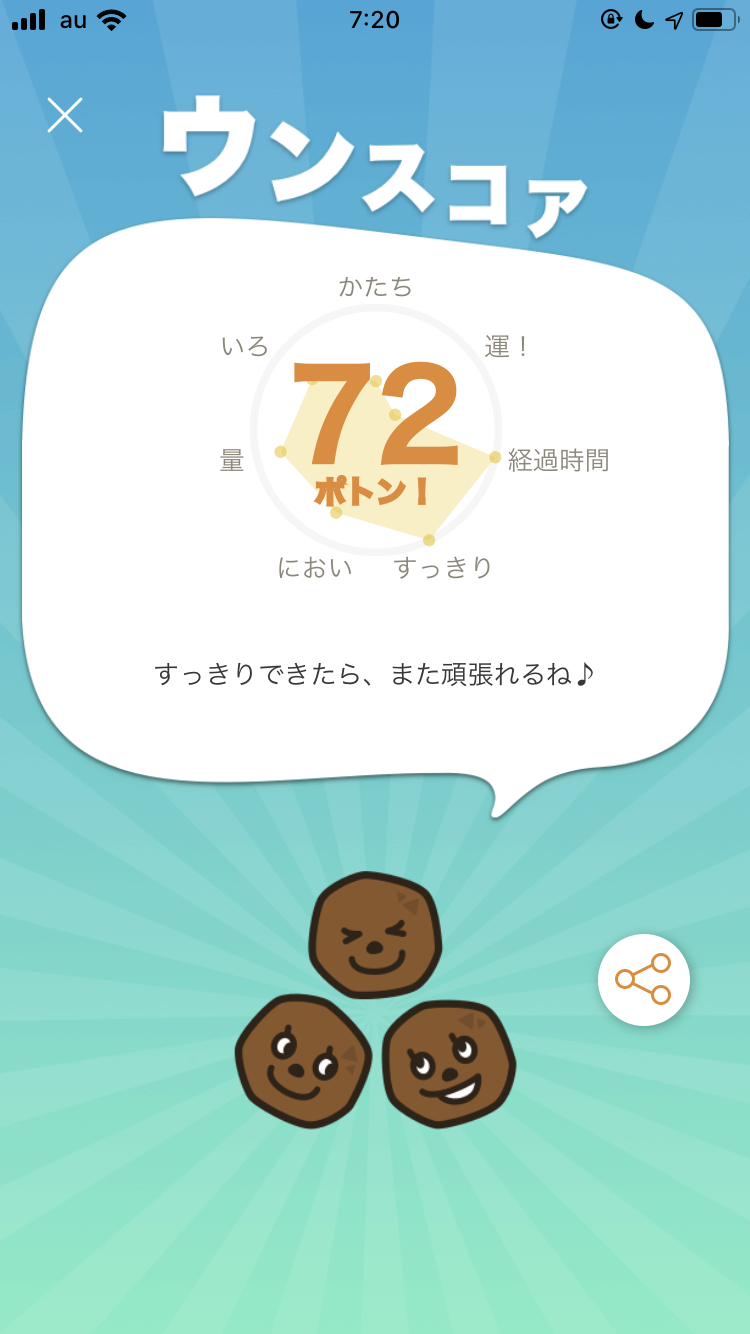 au 7:20
ウンスコア
かたち
いろ 運！
72
量 経過時間
ポトン！
におい すっきり
すっきりできたら、また頑張れるね♪